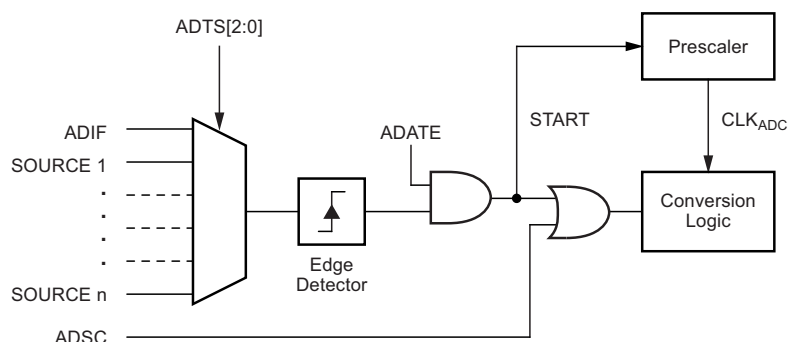 ADTS[2:0]
Prescaler
ADIF
ADATE
START
CLKADC
SOURCE 1
.
.
.
.
Conversion
Logic
Edge
Detector
SOURCE n
ADSC